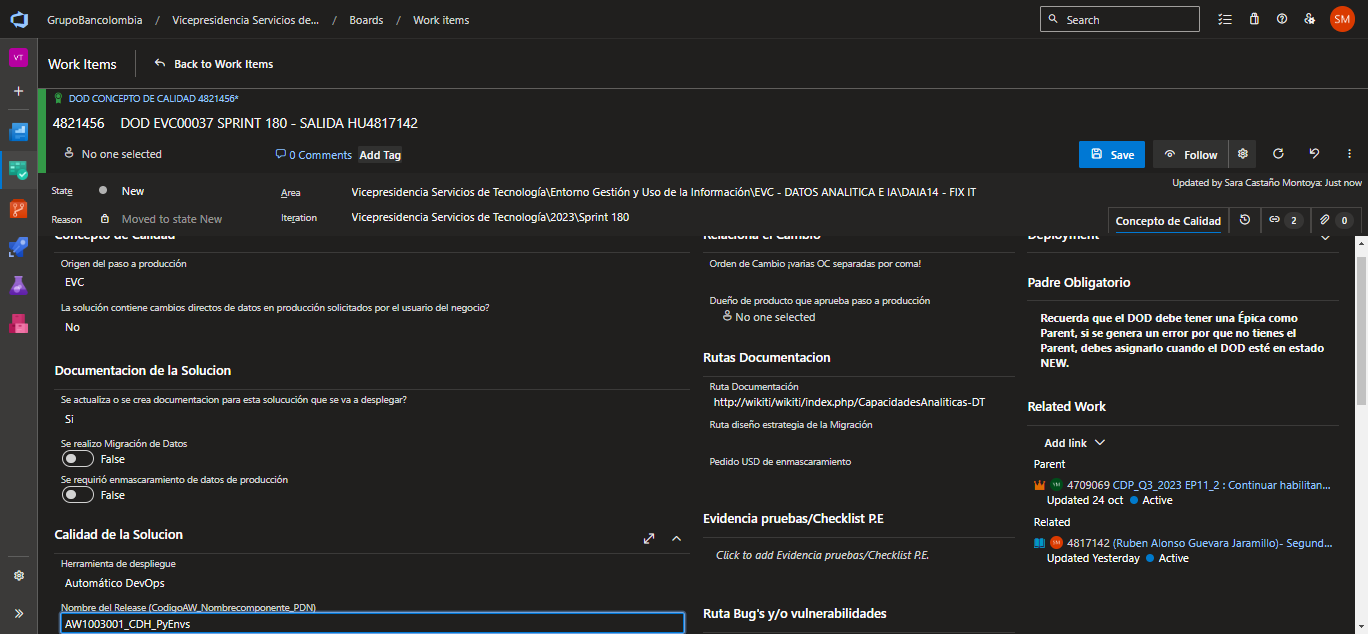 GrupoBancolombia / Vicepresidencia Servicios de... / Boards / Work items
Search
SM
VT
Work Items
Back to Work Items
DOD CONCEPTO DE CALIDAD 4821456*
4821456 DOD EVC00037 SPRINT 180 - SALIDA HU4817142
No one selected
0 Comments
Add Tag
Save
Follow
State
New
Area
Vicepresidencia Servicios de Tecnología\Entorno Gestión y Uso de la Información\EVC - DATOS ANALITICA E IA\DAIA14 - FIX IT
Updated by Sara Castaño Montoya: Just now
Reason
Moved to state New
Iteration
Vicepresidencia Servicios de Tecnología\2023\Sprint 180
Concepto de Calidad
2
0
Concepto de Calidad
Origen del paso a producción
EVC
La solución contiene cambios directos de datos en producción solicitados por el usuario del negocio?
No
Documentacion de la Solucion
Se actualiza o se crea documentacion para esta solucución que se va a desplegar?
Si
Se realizo Migración de Datos
False
Se requirió enmascaramiento de datos de producción
False
Calidad de la Solucion
Herramienta de despliegue
Automático DevOps
Nombre del Release (CodigoAW_Nombrecomponente_PDN)
AW1003001_CDH_PyEnvs
Relaciona el Cambio
Orden de Cambio ¡varias OC separadas por coma!
Dueño de producto que aprueba paso a producción
No one selected
Rutas Documentación
Ruta Documentación
http://wikiti/wikiti/index.php/CapacidadesAnaliticas-DT
Ruta diseño estrategia de la Migración
Pedido USD de enmascaramiento
Evidencia pruebas/Checklist P.E
Click to add Evidencia pruebas/Checklist P.E.
Ruta Bug's y/o vulnerabilidades
Deployment
Padre Obligatorio
Recuerda que el DOD debe tener una Épica como
Parent, si se genera un error por que no tienes el
Parent, debes asignarlo cuando el DOD esté en estado
NEW.
Related Work
Add link
Parent
VM 4709069 CDP_Q3_2023 EP11_2 : Continuar habilitan...
Updated 24 oct Active
Related
SM 4817142 (Ruben Alonso Guevara Jaramillo)- Segund...
Updated Yesterday Active